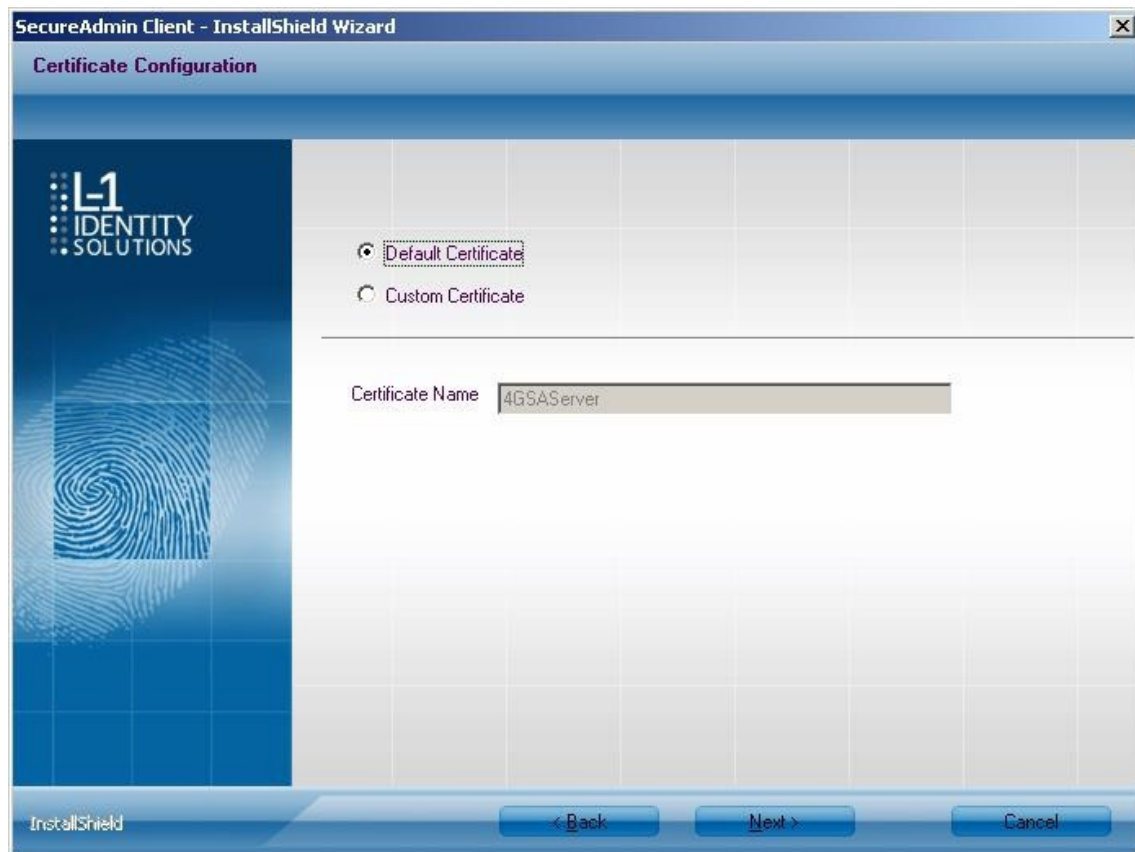 SecureAdmin Client - InstallShield Wizard
Certificate Configuration
L-1
IDENTITY
SOLUTIONS
Default Certificate
Custom Certificate
Certificate Name 4GSAServer
InstallShield < Back Next > Cancel